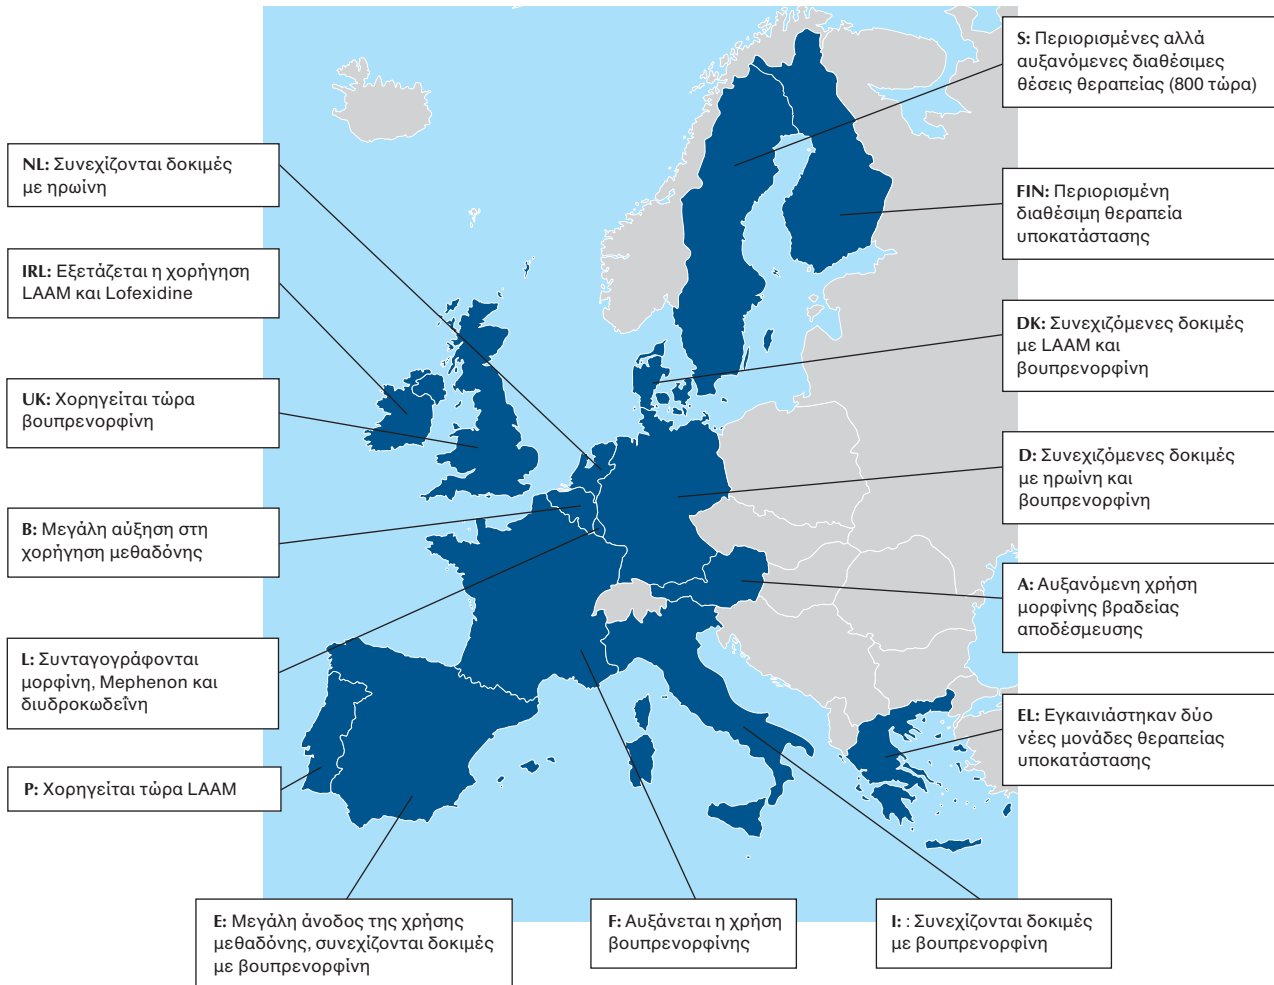 S: Περιορισμένες αλλά
αυξανόμενες διαθέσιμες
θέσεις θεραπείας (800 τώρα)
NL: Συνεχίζονται δοκιμές
με ηρωίνη
FIN: Περιορισμένη
διαθέσιμη θεραπεία
υποκατάστασης
IRL: Εξετάζεται η χορήγηση
LAAM και Lofexidine
DK: Συνεχιζόμενες δοκιμές
με LAAM και
βουπρενορφίνη
UK: Χορηγείται τώρα
βουπρενορφίνη
D: Συνεχιζόμενες δοκιμές
με ηρωίνη και
βουπρενορφίνη
B: Μεγάλη αύξηση στη
χορήγηση μεθαδόνης
A: Αυξανόμενη χρήση
μορφίνης βραδείας
αποδέσμευσης
L: Συνταγογράφονται
μορφίνη, Mephenon και
διυδροκωδεΐνη
EL: Εγκαινιάστηκαν δύο
νέες μονάδες θεραπείας
υποκατάστασης
P: Χορηγείται τώρα LAAM
E: Μεγάλη άνοδος της χρήσης
μεθαδόνης, συνεχίζονται δοκιμές
με βουπρενορφίνη
F: Αυξάνεται η χρήση
βουπρενορφίνης
I: : Συνεχίζονται δοκιμές
με βουπρενορφίνη